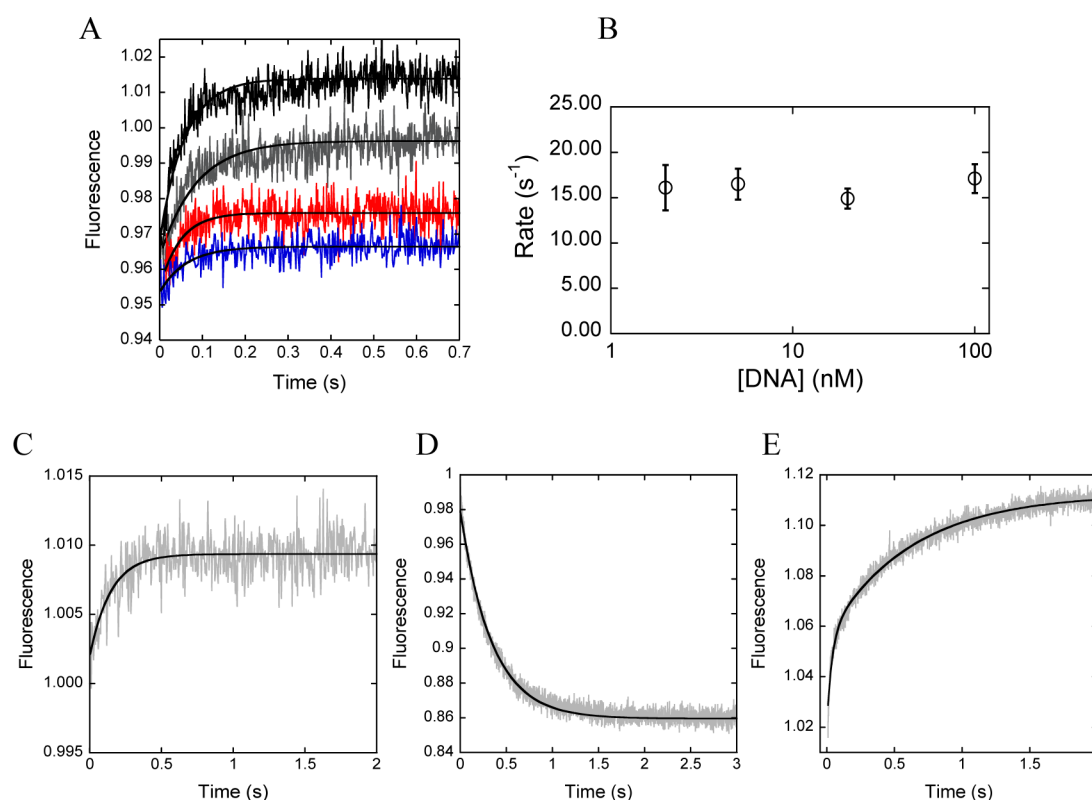 A
Fluorescence
1.02
1.01
1.00
0.99
0.98
0.97
0.96
0.95
0.94
0 0.1 0.2 0.3 0.4 0.5 0.6 0.7
Time (s)
B
Rate (s⁻¹)
25.00
20.00
15.00
10.00
5.00
0.00
1 10 100
[DNA] (nM)
C
Fluorescence
1.015
1.010
1.005
1.000
0.995
0 0.5 1 1.5 2
Time (s)
D
Fluorescence
1
0.98
0.96
0.94
0.92
0.9
0.88
0.86
0.84
0 0.5 1 1.5 2 2.5 3
Time (s)
E
Fluorescence
1.12
1.10
1.08
1.06
1.04
1.02
0 0.5 1 1.5
Time (s)